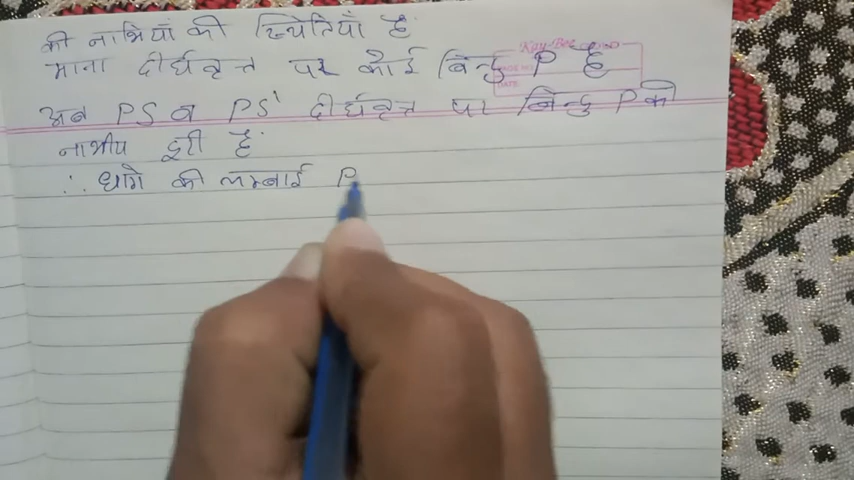 की नाभियाँ की स्थितियाँ हैं
माना दीर्घवृत्त पर कोई बिन्दु P है
अब PS व PS' दीर्घवृत्त पर बिन्दु P की
नाभीय दूरी है
∴ धागे की लम्बाई P